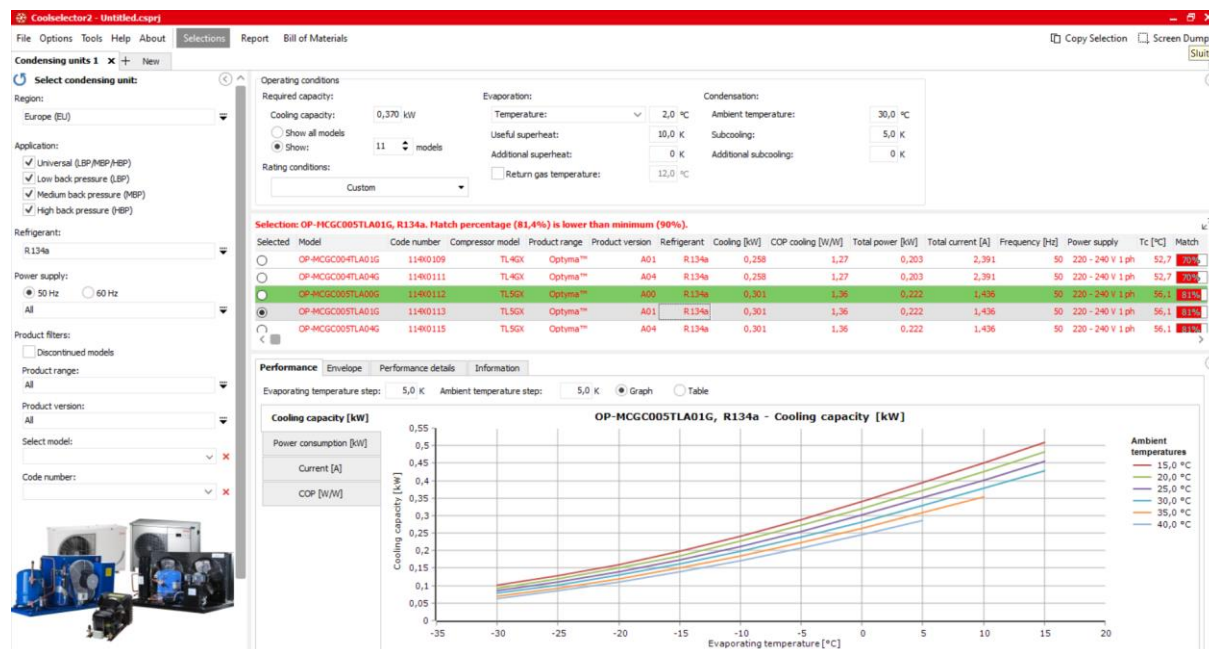 Coolselector2 - Untitled.csprj
File Options Tools Help About Selections Report Bill of Materials Copy Selection Screen Dump
Sluit
Condensing units 1 New
Select condensing unit:
Region:
Europe (EU)
Application:
Universal (LBP/MBP/HBP)
Low back pressure (LBP)
Medium back pressure (MBP)
High back pressure (HBP)
Refrigerant:
R134a
Power supply:
50 Hz 60 Hz
All
Product filters:
Discontinued models
Product range:
All
Product version:
All
Select model:
Code number:
Operating conditions
Required capacity: Evaporation: Condensation:
Cooling capacity: 0,370 kW Temperature: 2,0 °C Ambient temperature: 30,0 °C
Show all models Useful superheat: 10,0 K Subcooling: 5,0 K
Show: 11 models Additional superheat: 0 K Additional subcooling: 0 K
Rating conditions: Return gas temperature: 12,0 °C
Custom
Selection: OP-MCGC005TLA01G, R134a. Match percentage (81,4%) is lower than minimum (90%).
Selected Model Code number Compressor model Product range Product version Refrigerant Cooling [kW] COP cooling [W/W] Total power [kW] Total current [A] Frequency [Hz] Power supply Tc [°C] Match
OP-MCGC004TLA01G 114X0109 TL4GX Optyma™ A01 R134a 0,258 1,27 0,203 2,391 50 220 - 240 V 1 ph 52,7 70%
OP-MCGC004TLA04G 114X0111 TL4GX Optyma™ A04 R134a 0,258 1,27 0,203 2,391 50 220 - 240 V 1 ph 52,7 70%
OP-MCGC005TLA00G 114X0112 TL5GX Optyma™ A00 R134a 0,301 1,36 0,222 1,436 50 220 - 240 V 1 ph 56,1 81%
OP-MCGC005TLA01G 114X0113 TL5GX Optyma™ A01 R134a 0,301 1,36 0,222 1,436 50 220 - 240 V 1 ph 56,1 81%
OP-MCGC005TLA04G 114X0115 TL5GX Optyma™ A04 R134a 0,301 1,36 0,222 1,436 50 220 - 240 V 1 ph 56,1 81%
Performance Envelope Performance details Information
Evaporating temperature step: 5,0 K Ambient temperature step: 5,0 K Graph Table
Cooling capacity [kW]
Power consumption [kW]
Current [A]
COP [W/W]
OP-MCGC005TLA01G, R134a - Cooling capacity [kW]
Cooling capacity [kW]
0,55
0,5
0,45
0,4
0,35
0,3
0,25
0,2
0,15
0,1
0,05
0
-35 -30 -25 -20 -15 -10 -5 0 5 10 15 20
Evaporating temperature [°C]
Ambient
temperatures
15,0 °C
20,0 °C
25,0 °C
30,0 °C
35,0 °C
40,0 °C